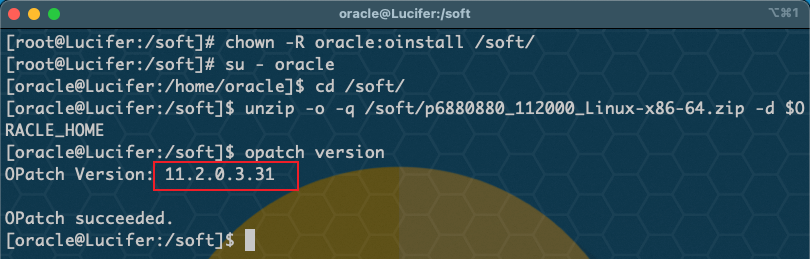 oracle@Lucifer:/soft
⌥⌘1
[root@Lucifer:/soft]# chown -R oracle:oinstall /soft/
[root@Lucifer:/soft]# su - oracle
[oracle@Lucifer:/home/oracle]$ cd /soft/
[oracle@Lucifer:/soft]$ unzip -o -q /soft/p6880880_112000_Linux-x86-64.zip -d $O
RACLE_HOME
[oracle@Lucifer:/soft]$ opatch version
OPatch Version: 11.2.0.3.31
OPatch succeeded.
[oracle@Lucifer:/soft]$